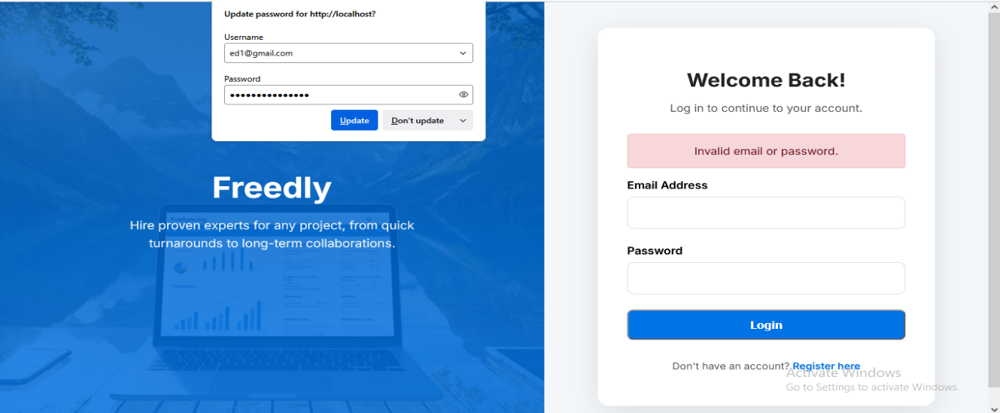 Update password for http://localhost?
Username
ed1@gmail.com
Password
•••••••••••••••
Update
Don't update
Freedly
Hire proven experts for any project, from quick
turnarounds to long-term collaborations.
Freelancing
Welcome Back!
Log in to continue to your account.
Invalid email or password.
Email Address
Password
Login
Don't have an account? Register here
Activate Windows
Go to Settings to activate Windows.